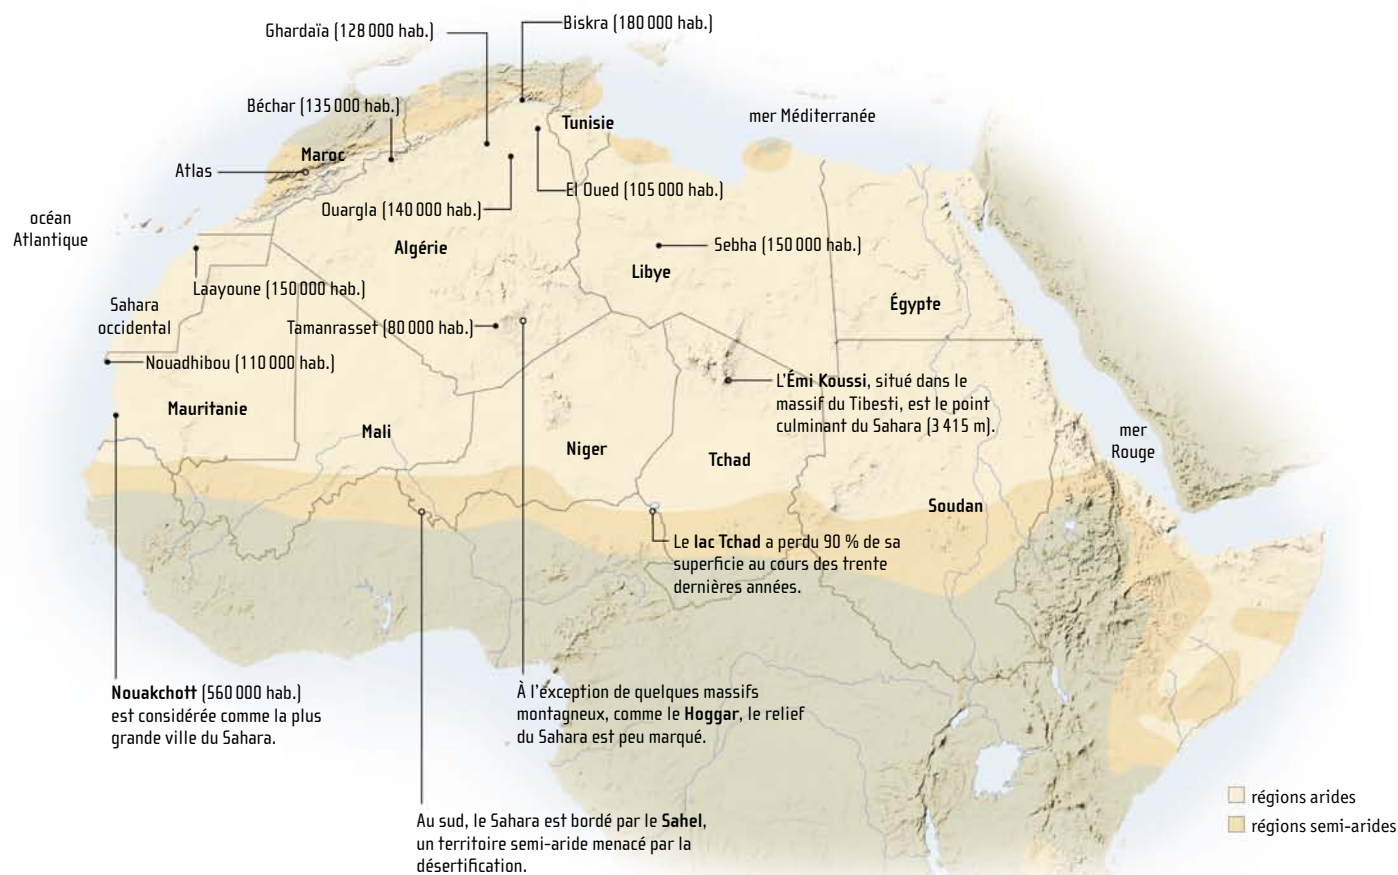 Ghardaïa (128 000 hab.)
Biskra (180 000 hab.)
Béchar (135 000 hab.)
Tunisie
mer Méditerranée
Maroc
Atlas
El Oued (105 000 hab.)
Ouargla (140 000 hab.)
océan
Atlantique
Algérie
Sebha (150 000 hab.)
Libye
Laayoune (150 000 hab.)
Sahara
occidental
Égypte
Tamanrasset (80 000 hab.)
Nouadhibou (110 000 hab.)
L'Émi Koussi, situé dans le
massif du Tibesti, est le point
culminant du Sahara (3 415 m).
Mauritanie
Mali
Niger
Tchad
mer
Rouge
Soudan
Le lac Tchad a perdu 90 % de sa
superficie au cours des trente
dernières années.
Nouakchott (560 000 hab.)
est considérée comme la plus
grande ville du Sahara.
À l'exception de quelques massifs
montagneux, comme le Hoggar, le relief
du Sahara est peu marqué.
Au sud, le Sahara est bordé par le Sahel,
un territoire semi-aride menacé par la
désertification.
régions arides
régions semi-arides